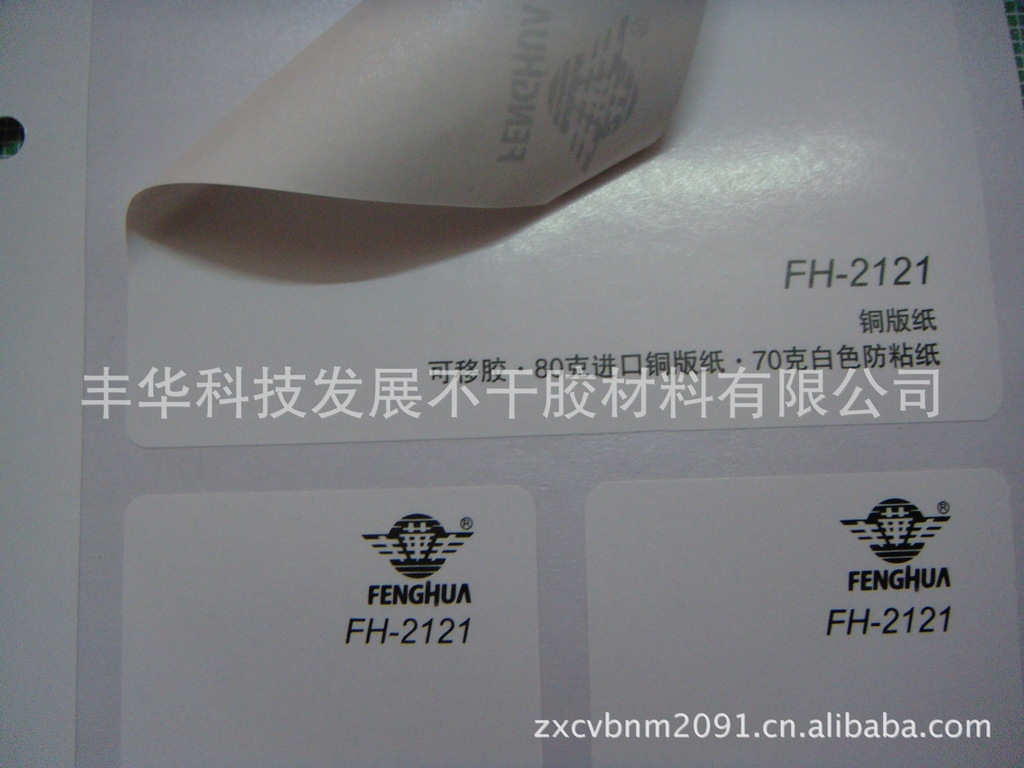 FENGHUA
FH-2121
铜版纸
可移胶·80克进口铜版纸·70克白色防粘纸
丰华科技发展不干胶材料有限公司
®
FENGHUA
FH-2121
®
FENGHUA
FH-2121
zxcvbnm2091.cn.alibaba.com